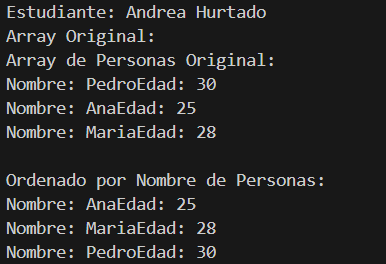 Estudiante: Andrea Hurtado
Array Original:
Array de Personas Original:
Nombre: PedroEdad: 30
Nombre: AnaEdad: 25
Nombre: MariaEdad: 28

Ordenado por Nombre de Personas:
Nombre: AnaEdad: 25
Nombre: MariaEdad: 28
Nombre: PedroEdad: 30